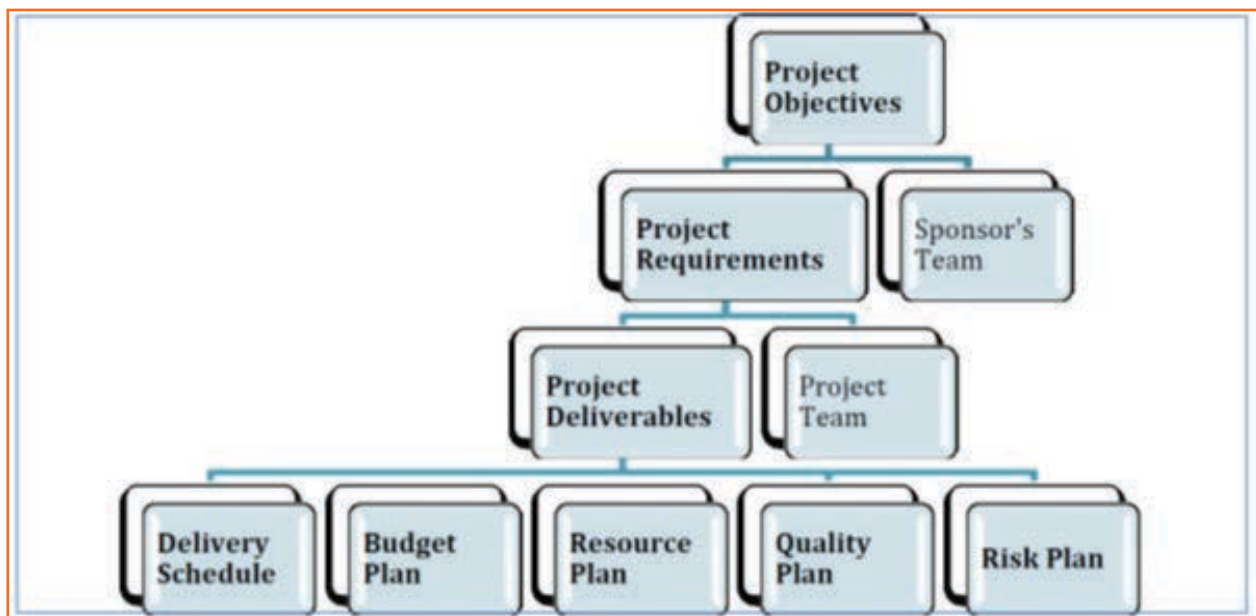 Project
Objectives
Project
Requirements
Sponsor's
Team
Project
Deliverables
Project
Team
Delivery
Schedule
Budget
Plan
Resource
Plan
Quality
Plan
Risk Plan